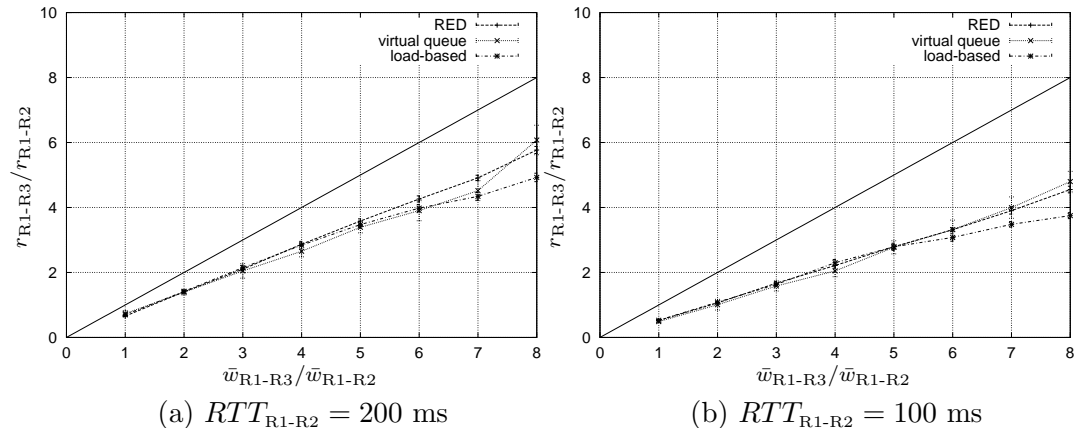 10
8
6
4
2
0
r_R1-R3/r_R1-R2
RED
virtual queue
load-based
0 1 2 3 4 5 6 7 8
w̄_R1-R3/w̄_R1-R2
(a) RTT_R1-R2 = 200 ms
10
8
6
4
2
0
r_R1-R3/r_R1-R2
RED
virtual queue
load-based
0 1 2 3 4 5 6 7 8
w̄_R1-R3/w̄_R1-R2
(b) RTT_R1-R2 = 100 ms